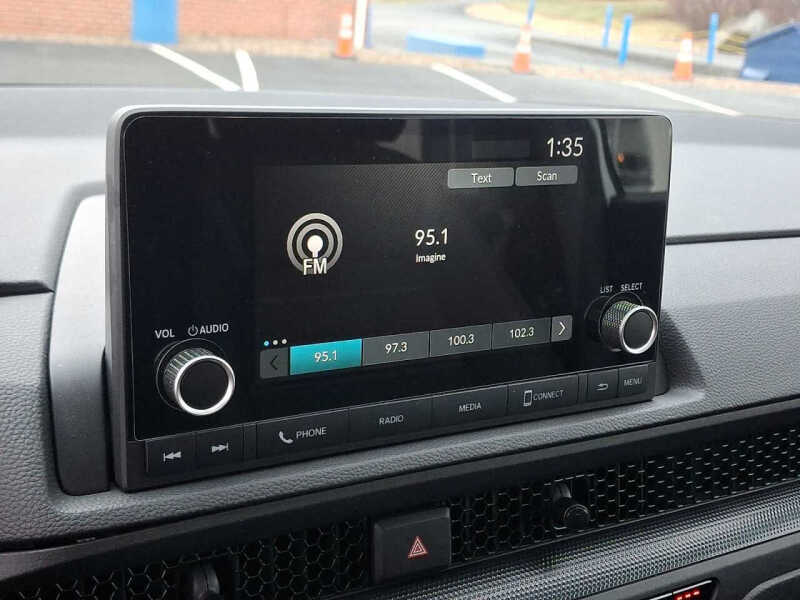 1:35
Text Scan
FM
95.1
Imagine
LIST SELECT
VOL AUDIO
95.1 97.3 100.3 102.3
PHONE RADIO MEDIA CONNECT MENU